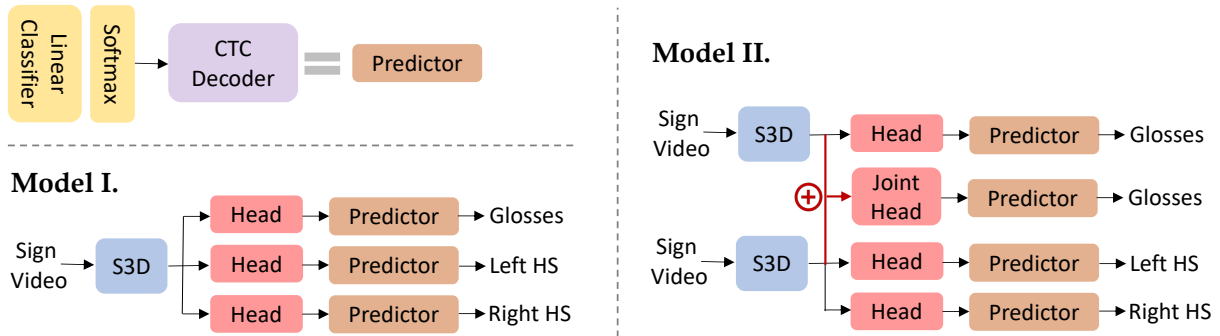 Linear
Classifier
Softmax
CTC
Decoder
Predictor
Model I.
Sign
Video
S3D
Head
Predictor
Glosses
Head
Predictor
Left HS
Head
Predictor
Right HS
Model II.
Sign
Video
S3D
Head
Predictor
Glosses
+
Joint
Head
Predictor
Glosses
Sign
Video
S3D
Head
Predictor
Left HS
Head
Predictor
Right HS